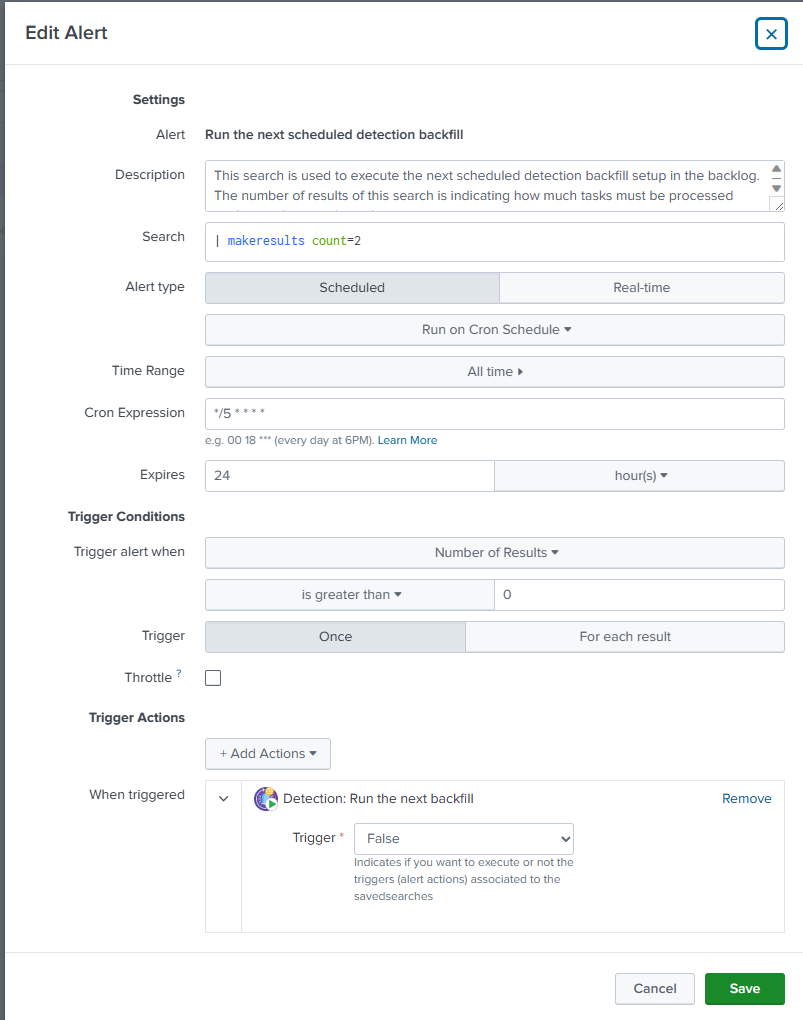 Edit Alert
Settings
Alert Run the next scheduled detection backfill
Description This search is used to execute the next scheduled detection backfill setup in the backlog.
The number of results of this search is indicating how much tasks must be processed
Search | makeresults count=2
Alert type Scheduled Real-time
Run on Cron Schedule
Time Range All time
Cron Expression */5 * * * *
e.g. 00 18 *** (every day at 6PM). Learn More
Expires 24 hour(s)
Trigger Conditions
Trigger alert when Number of Results
is greater than 0
Trigger Once For each result
Throttle ?
Trigger Actions
+ Add Actions
When triggered Detection: Run the next backfill Remove
Trigger * False
Indicates if you want to execute or not the
triggers (alert actions) associated to the
savedsearches
Cancel Save